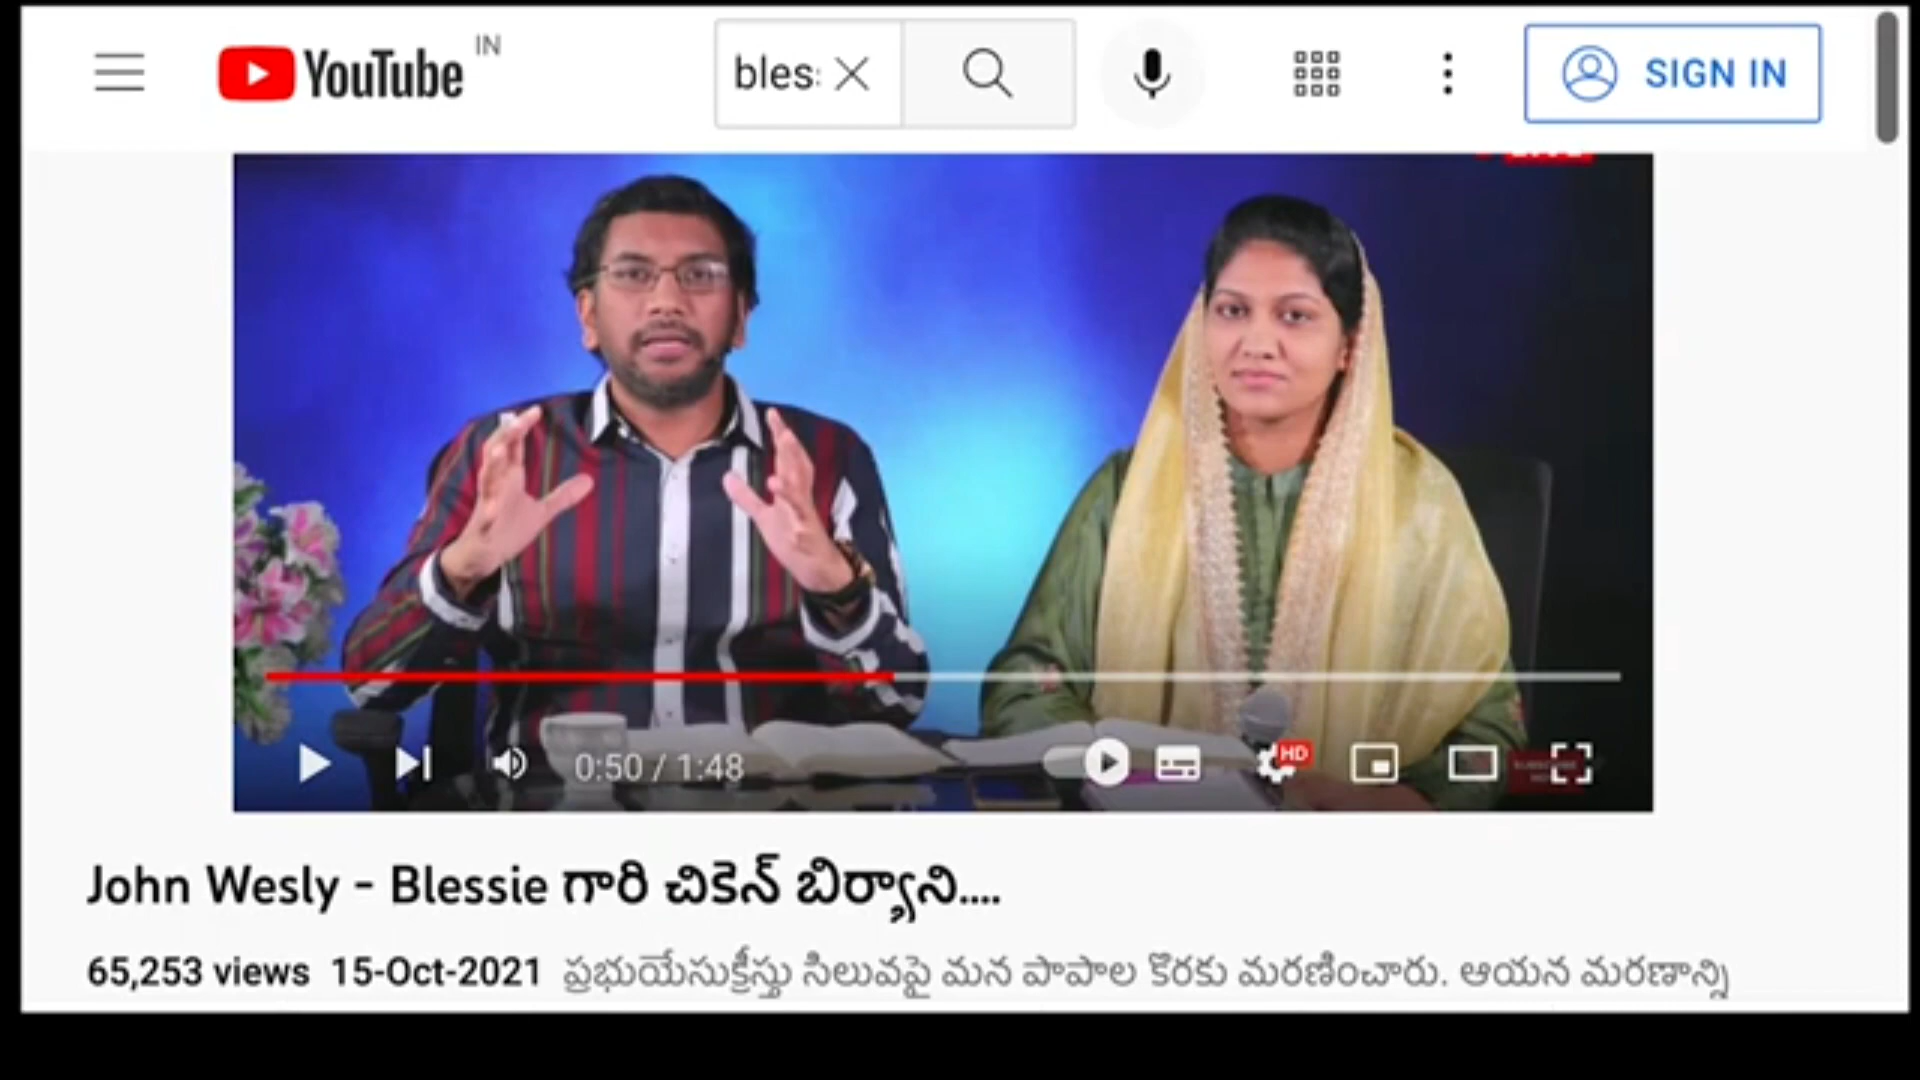 YouTube IN
bles
SIGN IN
0:50 / 1:48
HD
John Wesly - Blessie గారి చికెన్ బిర్యాని....
65,253 views 15-Oct-2021 ప్రభుయేసుక్రీస్తు సిలువపై మన పాపాల కొరకు మరణించారు. ఆయన మరణాన్ని